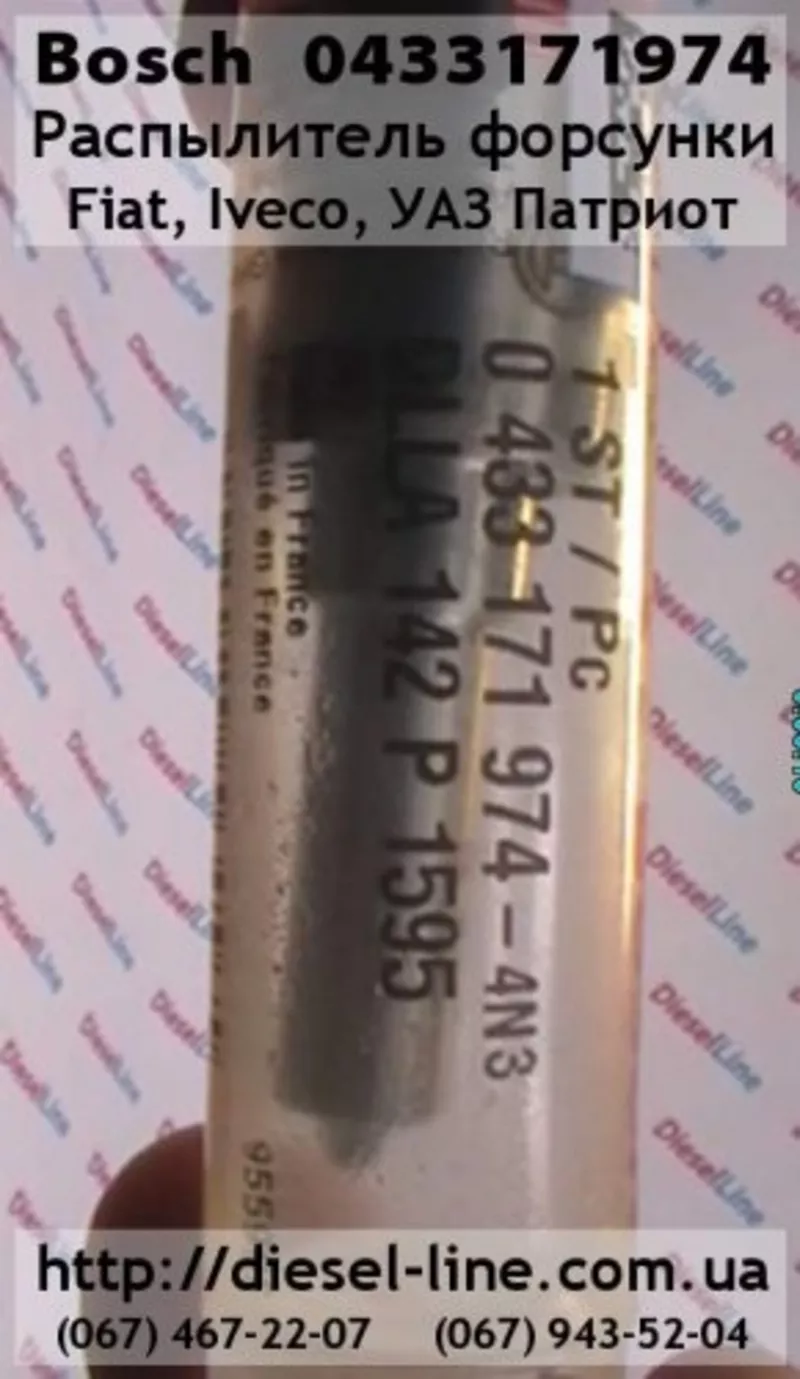 Bosch 0433171974
Распылитель форсунки
Fiat, Iveco, УАЗ Патриот
1 ST / Pc
0 433 171 974 – 4N3
DLLA 142 P 1595
in France
en France
DieselLine
http://diesel-line.com.ua
(067) 467-22-07 (067) 943-52-04